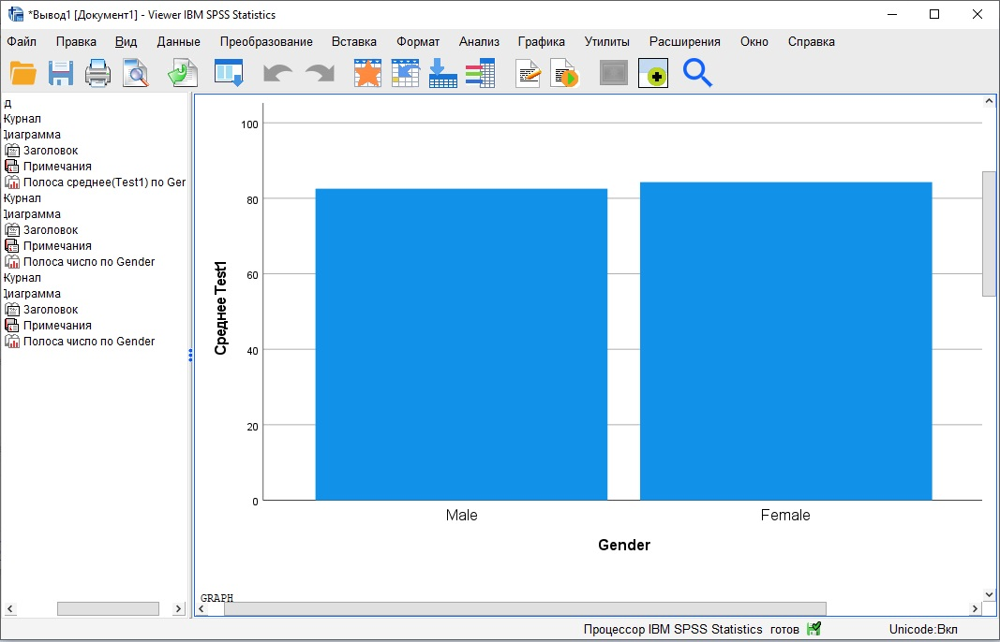 *Вывод1 [Документ1] - Viewer IBM SPSS Statistics
Файл Правка Вид Данные Преобразование Вставка Формат Анализ Графика Утилиты Расширения Окно Справка
д
Курнал
Диаграмма
Заголовок
Примечания
Полоса среднее(Test1) по Ger
Курнал
Диаграмма
Заголовок
Примечания
Полоса число по Gender
Курнал
Диаграмма
Заголовок
Примечания
Полоса число по Gender
100
80
60
40
20
0
Среднее Test1
Male Female
Gender
GRAPH
Процессор IBM SPSS Statistics готов Unicode:Вкл